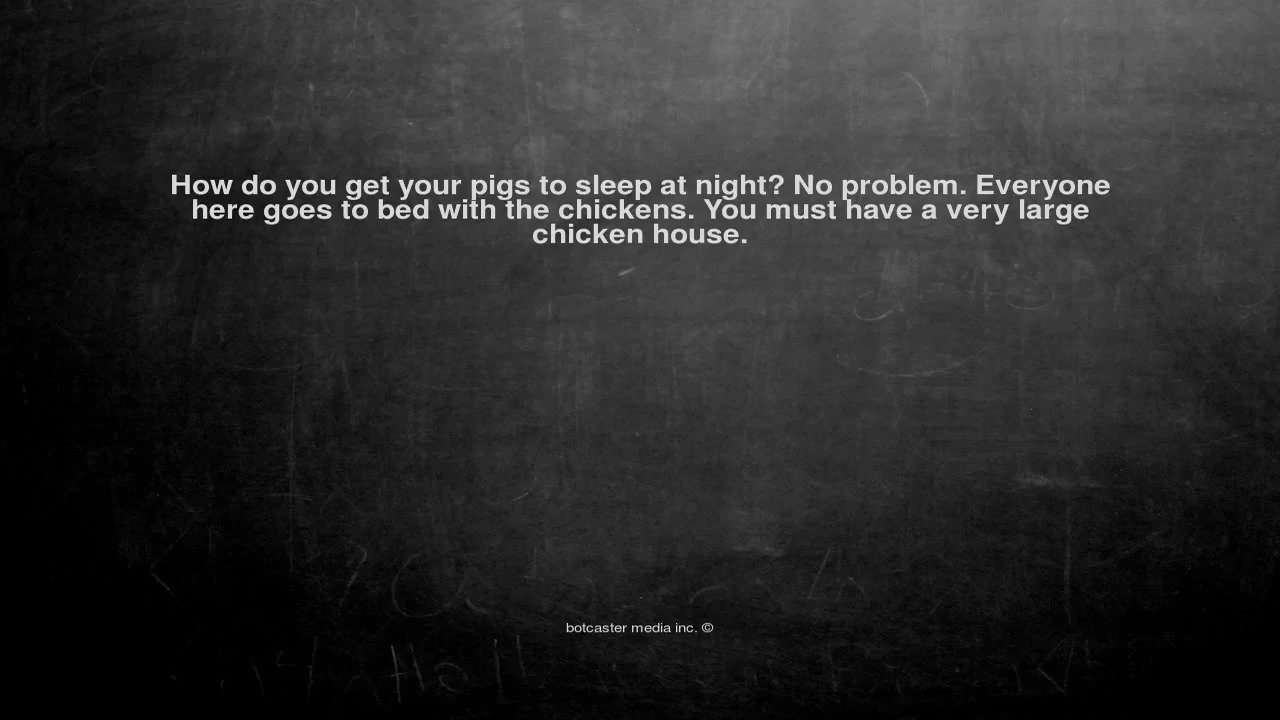 How do you get your pigs to sleep at night? No problem. Everyone
here goes to bed with the chickens. You must have a very large
chicken house.
botcaster media inc. ©